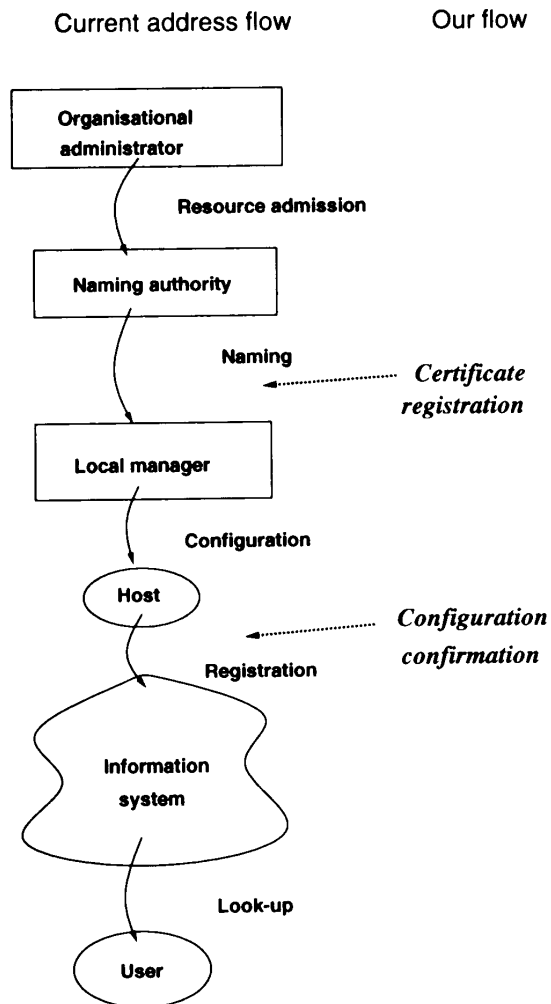 Current address flow
Our flow
Organisational
administrator
Resource admission
Naming authority
Naming
Certificate
registration
Local manager
Configuration
Host
Configuration
confirmation
Registration
Information
system
Look-up
User